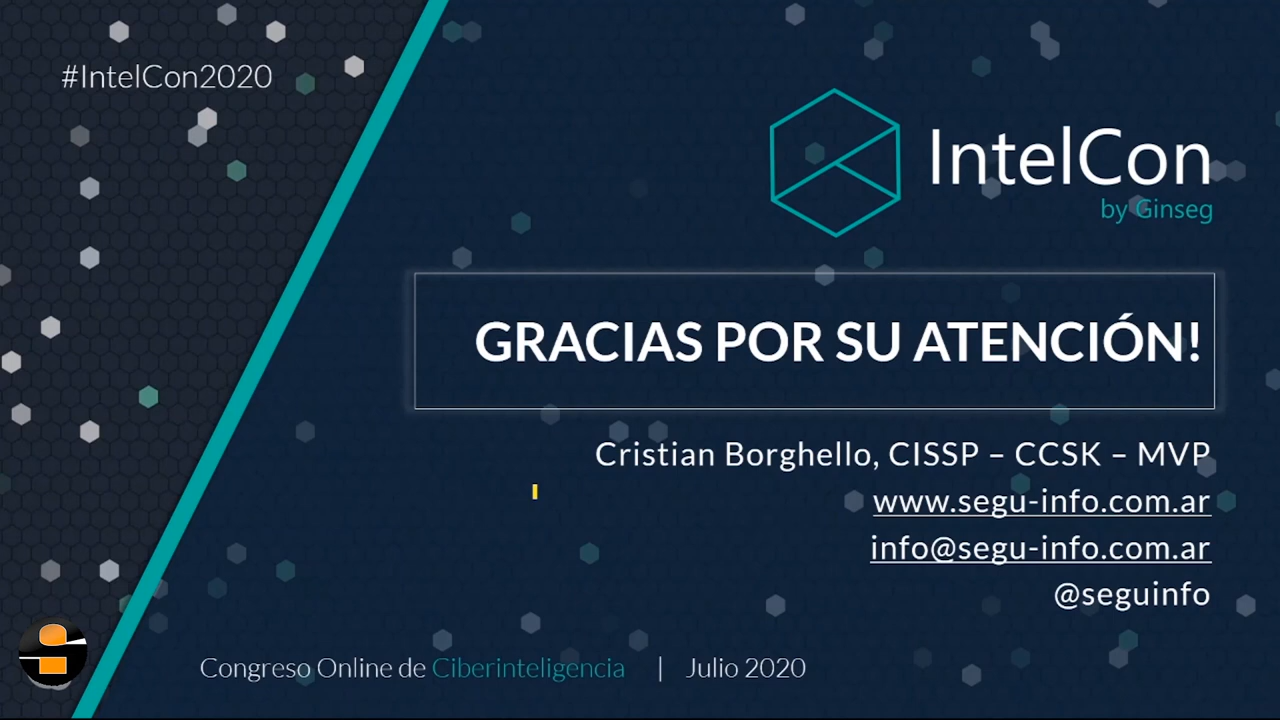 #IntelCon2020
IntelCon
by Ginseg
GRACIAS POR SU ATENCIÓN!
Cristian Borghello, CISSP – CCSK – MVP
www.segu-info.com.ar
info@segu-info.com.ar
@seguinfo
Congreso Online de Ciberinteligencia | Julio 2020